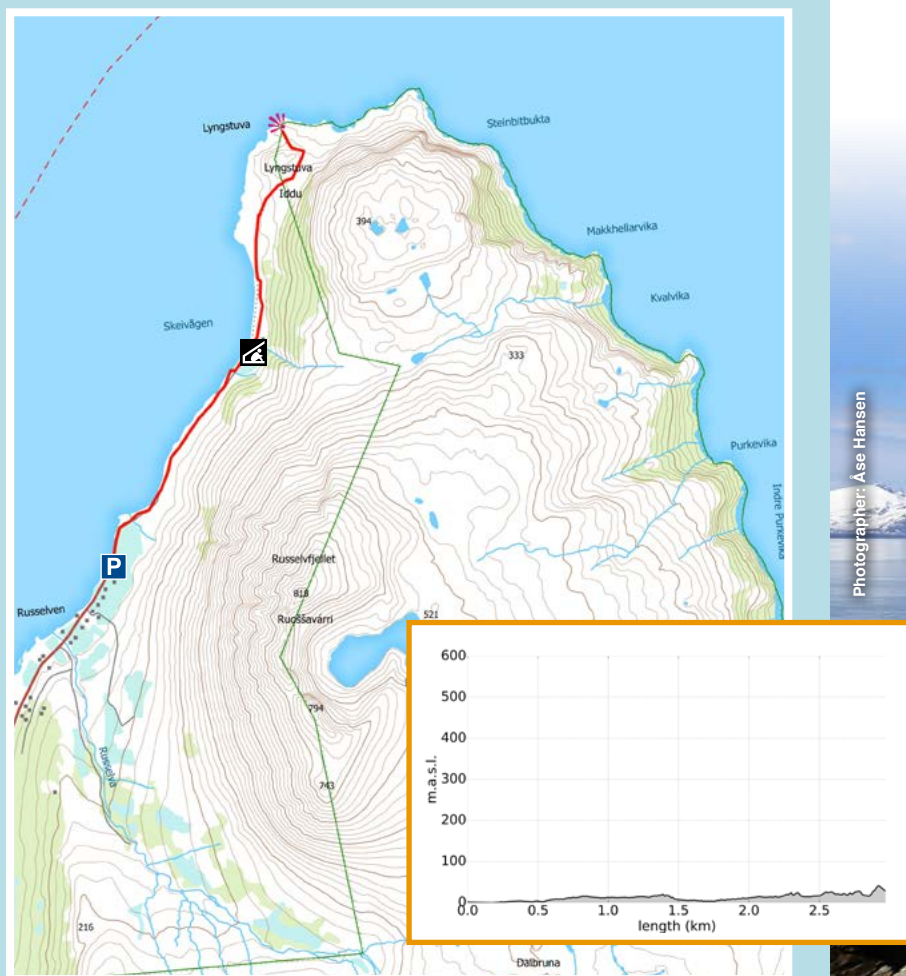 Lyngstuva
Steinbitbukta
Lyngstuva
Iddu
394
Makkhellarvika
Kvalvika
Skeivågen
333
P
Purkevika
Indre Purkevika
Photographer: Åse Hansen
Russelvfjellet
818
Ruossavárri
Russelven
521
794
743
Russelva
216
Dalbruna
600
500
400
300
200
100
0
m.a.s.l.
0.0 0.5 1.0 1.5 2.0 2.5
length (km)